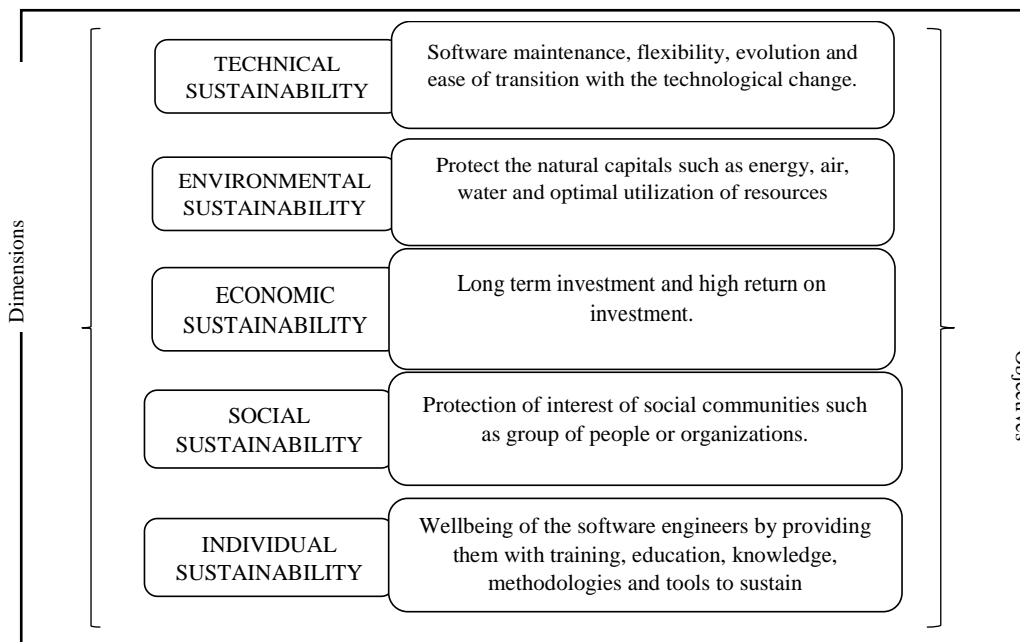 Dimensions
TECHNICAL
SUSTAINABILITY
Software maintenance, flexibility, evolution and
ease of transition with the technological change.
ENVIRONMENTAL
SUSTAINABILITY
Protect the natural capitals such as energy, air,
water and optimal utilization of resources
ECONOMIC
SUSTAINABILITY
Long term investment and high return on
investment.
SOCIAL
SUSTAINABILITY
Protection of interest of social communities such
as group of people or organizations.
INDIVIDUAL
SUSTAINABILITY
Wellbeing of the software engineers by providing
them with training, education, knowledge,
methodologies and tools to sustain